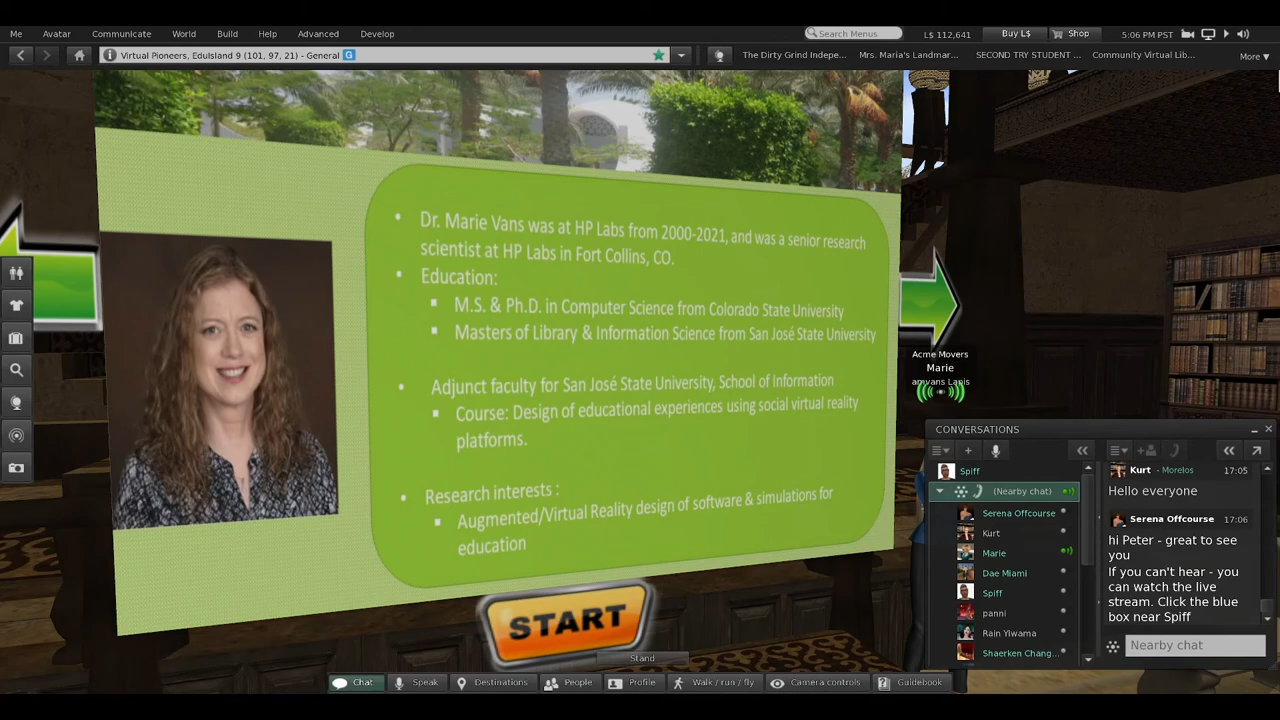 Me Avatar Communicate World Build Help Advanced Develop
Search Menus
L$ 112,641
Buy L$
Shop
5:06 PM PST
Virtual Pioneers, EduIsland 9 (101, 97, 21) - General G
The Dirty Grind Indepe... Mrs. Maria's Landmar... SECOND TRY STUDENT ... Community Virtual Lib... More
• Dr. Marie Vans was at HP Labs from 2000-2021, and was a senior research
scientist at HP Labs in Fort Collins, CO.
• Education:
▪ M.S. & Ph.D. in Computer Science from Colorado State University
▪ Masters of Library & Information Science from San José State University
• Adjunct faculty for San José State University, School of Information
▪ Course: Design of educational experiences using social virtual reality
platforms.
• Research interests :
▪ Augmented/Virtual Reality design of software & simulations for
education
START
Stand
Acme Movers
Marie
amvans Lapis
CONVERSATIONS
Spiff
(Nearby chat)
Serena Offcourse
Kurt
Marie
Dae Miami
Spiff
panni
Rain Yiwama
Shaerken Chang...
Kurt - Morelos 17:05
Hello everyone
Serena Offcourse 17:06
hi Peter - great to see
you
If you can't hear - you
can watch the live
stream. Click the blue
box near Spiff
Nearby chat
Chat Speak Destinations People Profile Walk / run / fly Camera controls Guidebook